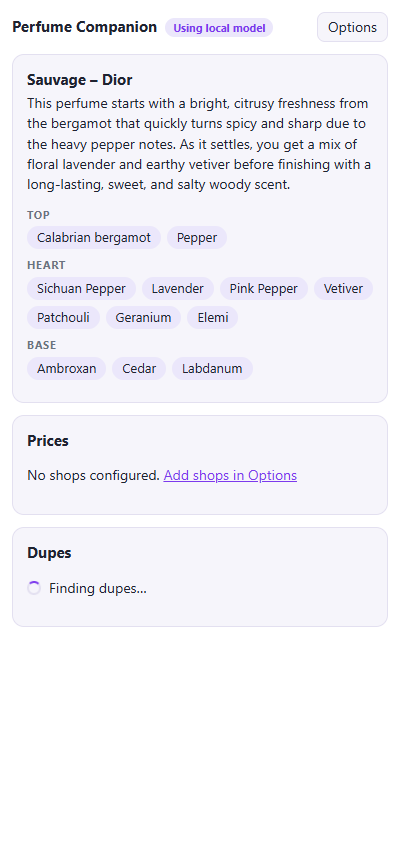 Perfume Companion Using local model Options
Sauvage – Dior
This perfume starts with a bright, citrusy freshness from
the bergamot that quickly turns spicy and sharp due to
the heavy pepper notes. As it settles, you get a mix of
floral lavender and earthy vetiver before finishing with a
long-lasting, sweet, and salty woody scent.
TOP
Calabrian bergamot Pepper
HEART
Sichuan Pepper Lavender Pink Pepper Vetiver
Patchouli Geranium Elemi
BASE
Ambroxan Cedar Labdanum
Prices
No shops configured. Add shops in Options
Dupes
Finding dupes...